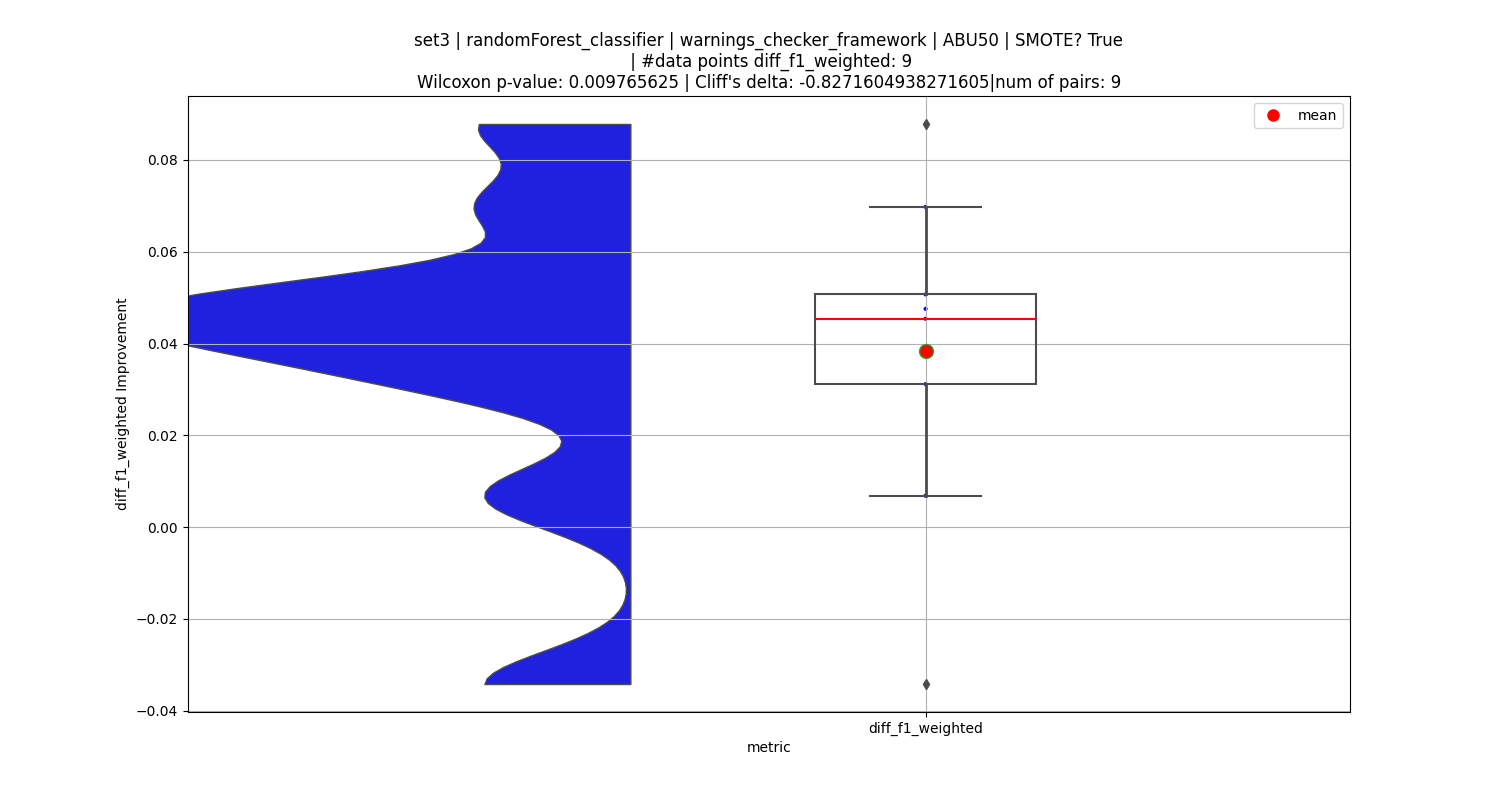 set3 | randomForest_classifier | warnings_checker_framework | ABU50 | SMOTE? True
| #data points diff_f1_weighted: 9
Wilcoxon p-value: 0.009765625 | Cliff's delta: -0.8271604938271605|num of pairs: 9
mean
0.08
0.06
0.04
0.02
0.00
−0.02
−0.04
diff_f1_weighted Improvement
diff_f1_weighted
metric